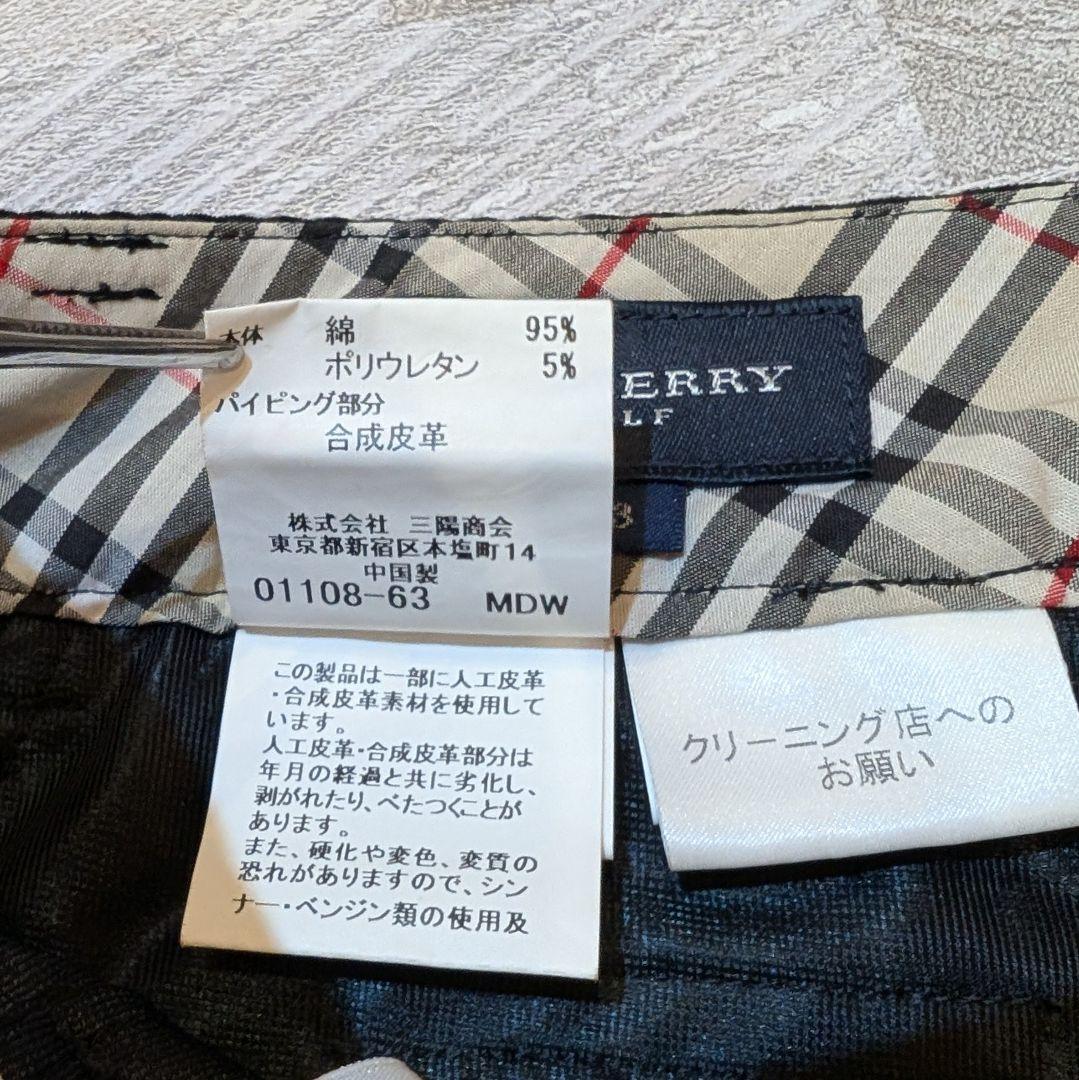 本体 綿 95%
ポリウレタン 5%
パイピング部分
合成皮革
株式会社 三陽商会
東京都新宿区本塩町14
中国製
01108-63 MDW
ERRY
LF
この製品は一部に人工皮革
・合成皮革素材を使用して
います。
人工皮革・合成皮革部分は
年月の経過と共に劣化し、
剥がれたり、べたつくことが
あります。
また、硬化や変色、変質の
恐れがありますので、シン
ナー・ベンジン類の使用及
クリーニング店への
お願い